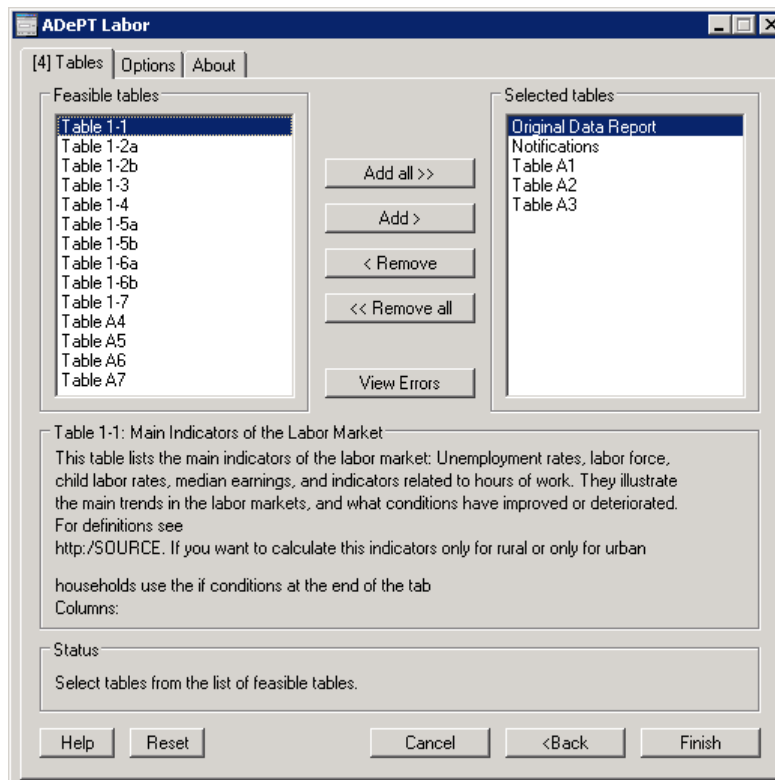 ADePT Labor
[4] Tables
Options
About
Feasible tables
Table 1-1
Table 1-2a
Table 1-2b
Table 1-3
Table 1-4
Table 1-5a
Table 1-5b
Table 1-6a
Table 1-6b
Table 1-7
Table A4
Table A5
Table A6
Table A7
Add all >>
Add >
< Remove
<< Remove all
View Errors
Selected tables
Original Data Report
Notifications
Table A1
Table A2
Table A3
Table 1-1: Main Indicators of the Labor Market
This table lists the main indicators of the labor market: Unemployment rates, labor force,
child labor rates, median earnings, and indicators related to hours of work. They illustrate
the main trends in the labor markets, and what conditions have improved or deteriorated.
For definitions see
http:/SOURCE. If you want to calculate this indicators only for rural or only for urban
households use the if conditions at the end of the tab
Columns:
Status
Select tables from the list of feasible tables.
Help
Reset
Cancel
<Back
Finish